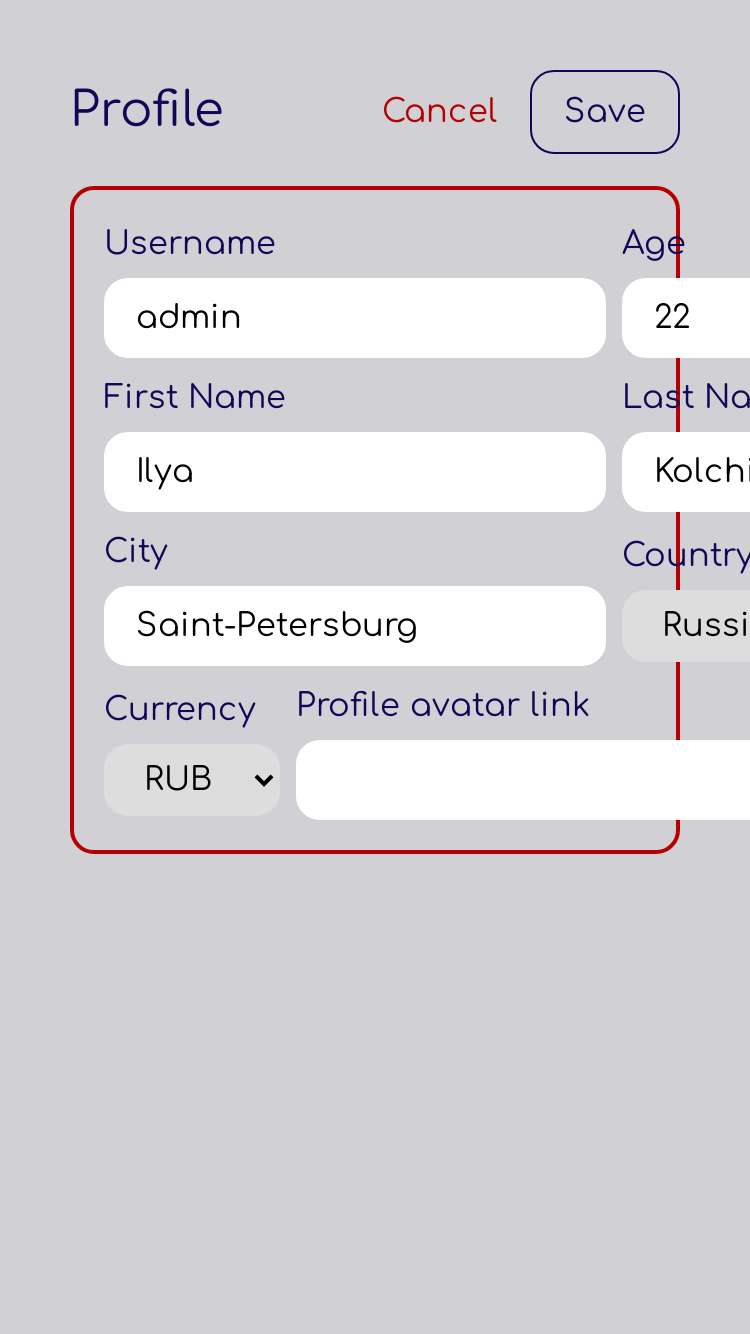 Profile Cancel Save
Username Age
admin 22
First Name Last Na
Ilya Kolchi
City Country
Saint-Petersburg Russi
Currency Profile avatar link
RUB